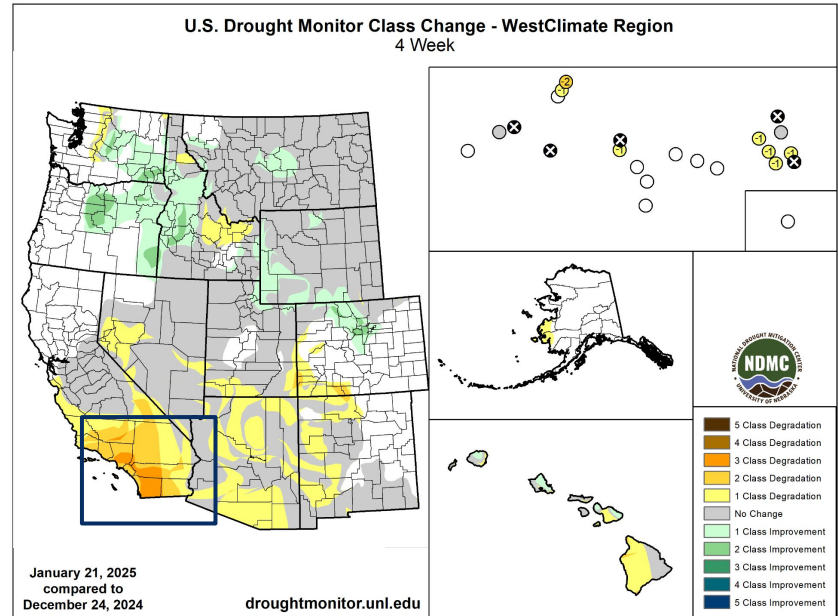 U.S. Drought Monitor Class Change - WestClimate Region
4 Week
-2
-1
-1
-1
-1
-1
-1
NATIONAL DROUGHT MITIGATION CENTER
NDMC
UNIVERSITY OF NEBRASKA
5 Class Degradation
4 Class Degradation
3 Class Degradation
2 Class Degradation
1 Class Degradation
No Change
1 Class Improvement
2 Class Improvement
3 Class Improvement
4 Class Improvement
5 Class Improvement
January 21, 2025
compared to
December 24, 2024
droughtmonitor.unl.edu